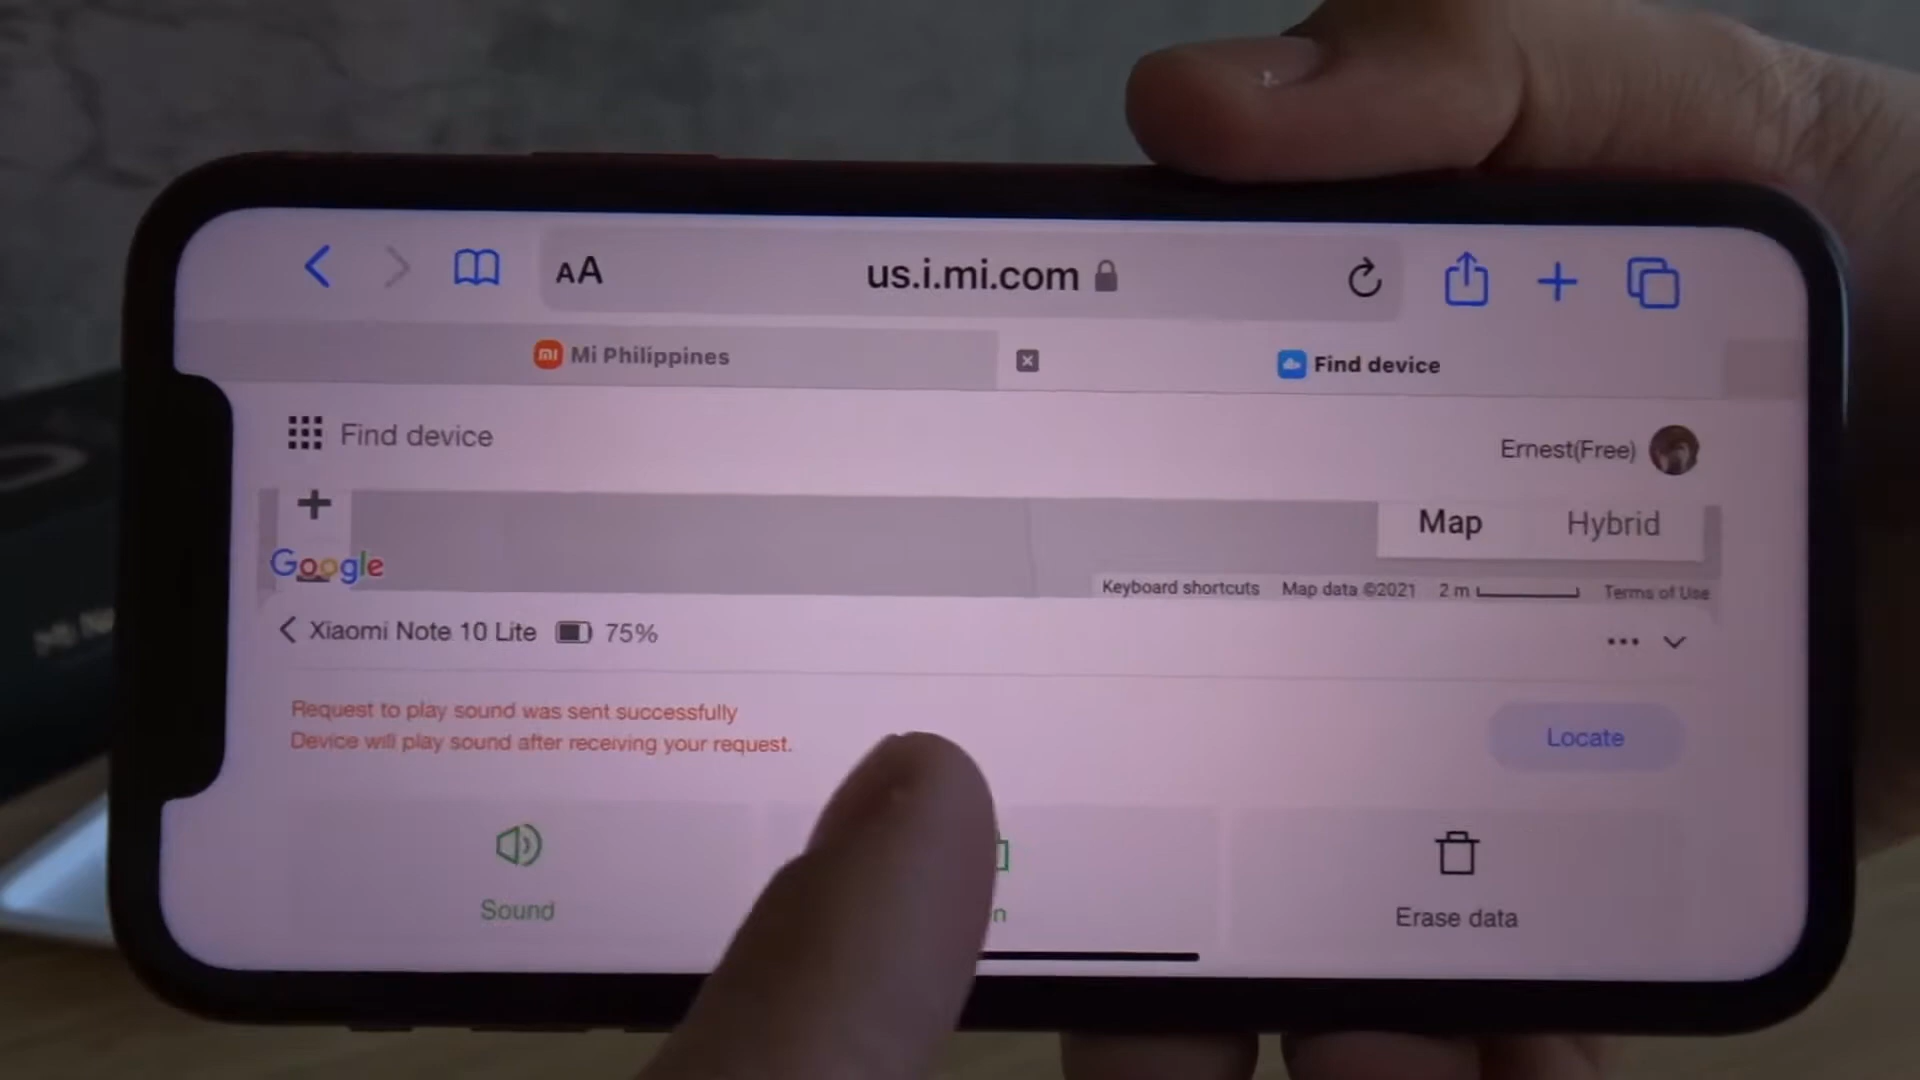 AA us.i.mi.com
mi Mi Philippines
Find device
Find device
Ernest(Free)
Map Hybrid
Google
Keyboard shortcuts Map data ©2021 2 m Terms of Use
Xiaomi Note 10 Lite 75%
Request to play sound was sent successfully
Device will play sound after receiving your request.
Locate
Sound
Erase data